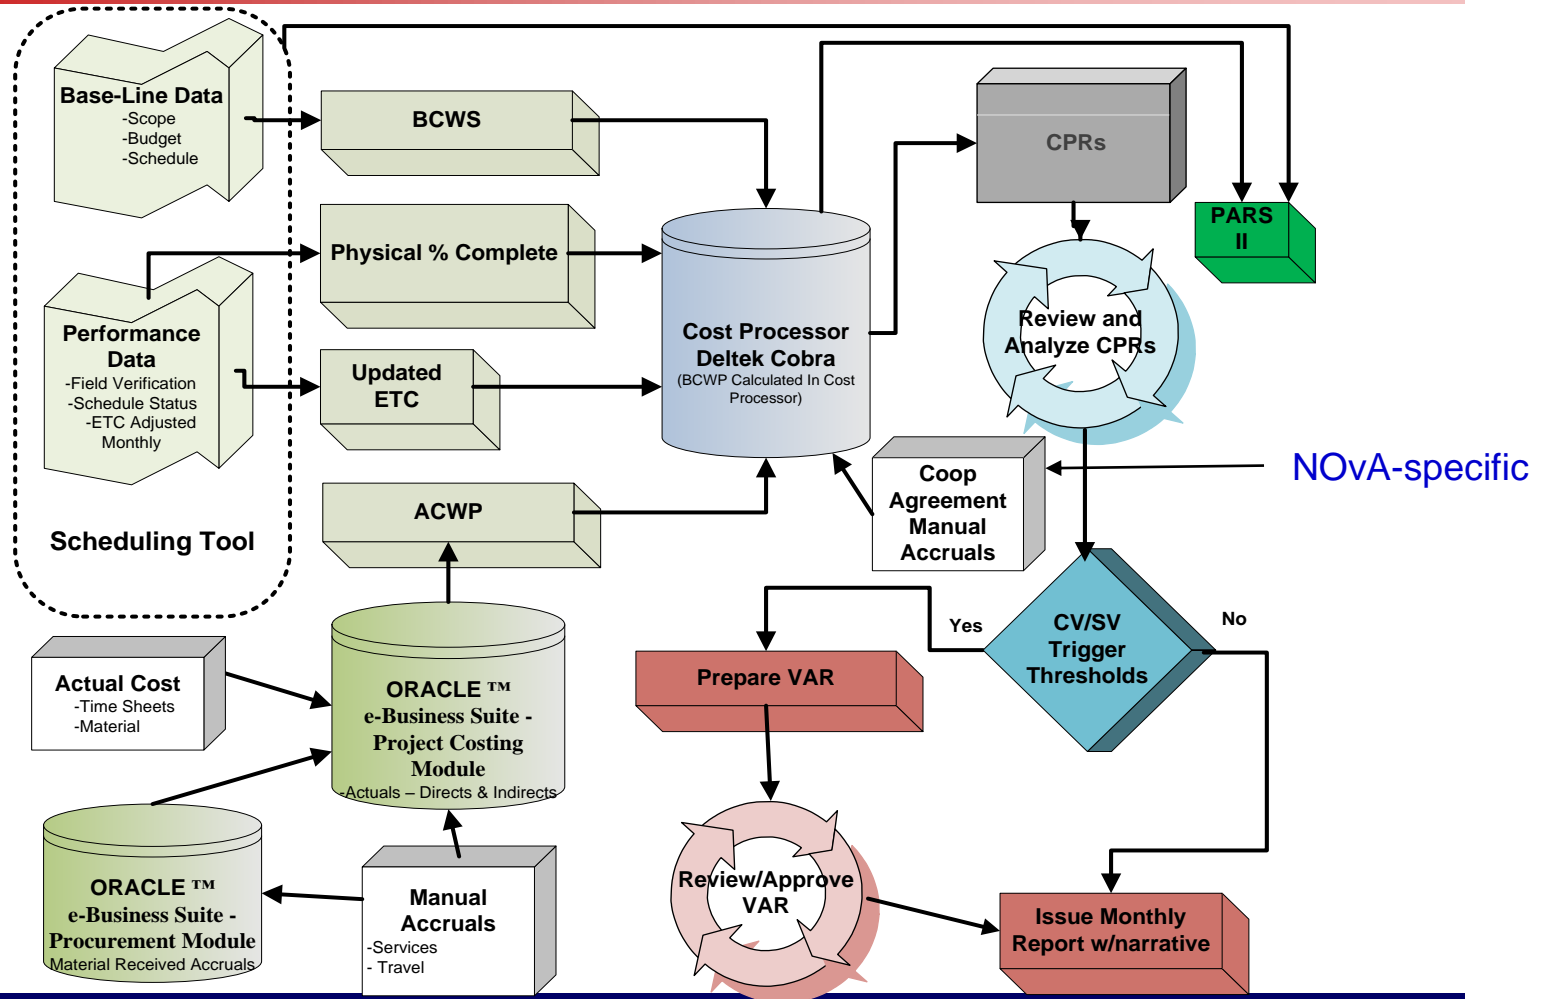 Base-Line Data
-Scope
-Budget
-Schedule
BCWS
CPRs
PARS
II
Physical % Complete
Performance
Data
-Field Verification
-Schedule Status
-ETC Adjusted
Monthly
Updated
ETC
Cost Processor
Deltek Cobra
(BCWP Calculated In Cost
Processor)
Review and
Analyze CPRs
Coop
Agreement
Manual
Accruals
NOvA-specific
ACWP
Scheduling Tool
Yes
CV/SV
Trigger
Thresholds
No
Actual Cost
-Time Sheets
-Material
ORACLE ™
e-Business Suite -
Project Costing
Module
-Actuals – Directs & Indirects
Prepare VAR
ORACLE ™
e-Business Suite -
Procurement Module
Material Received Accruals
Manual
Accruals
-Services
- Travel
Review/Approve
VAR
Issue Monthly
Report w/narrative